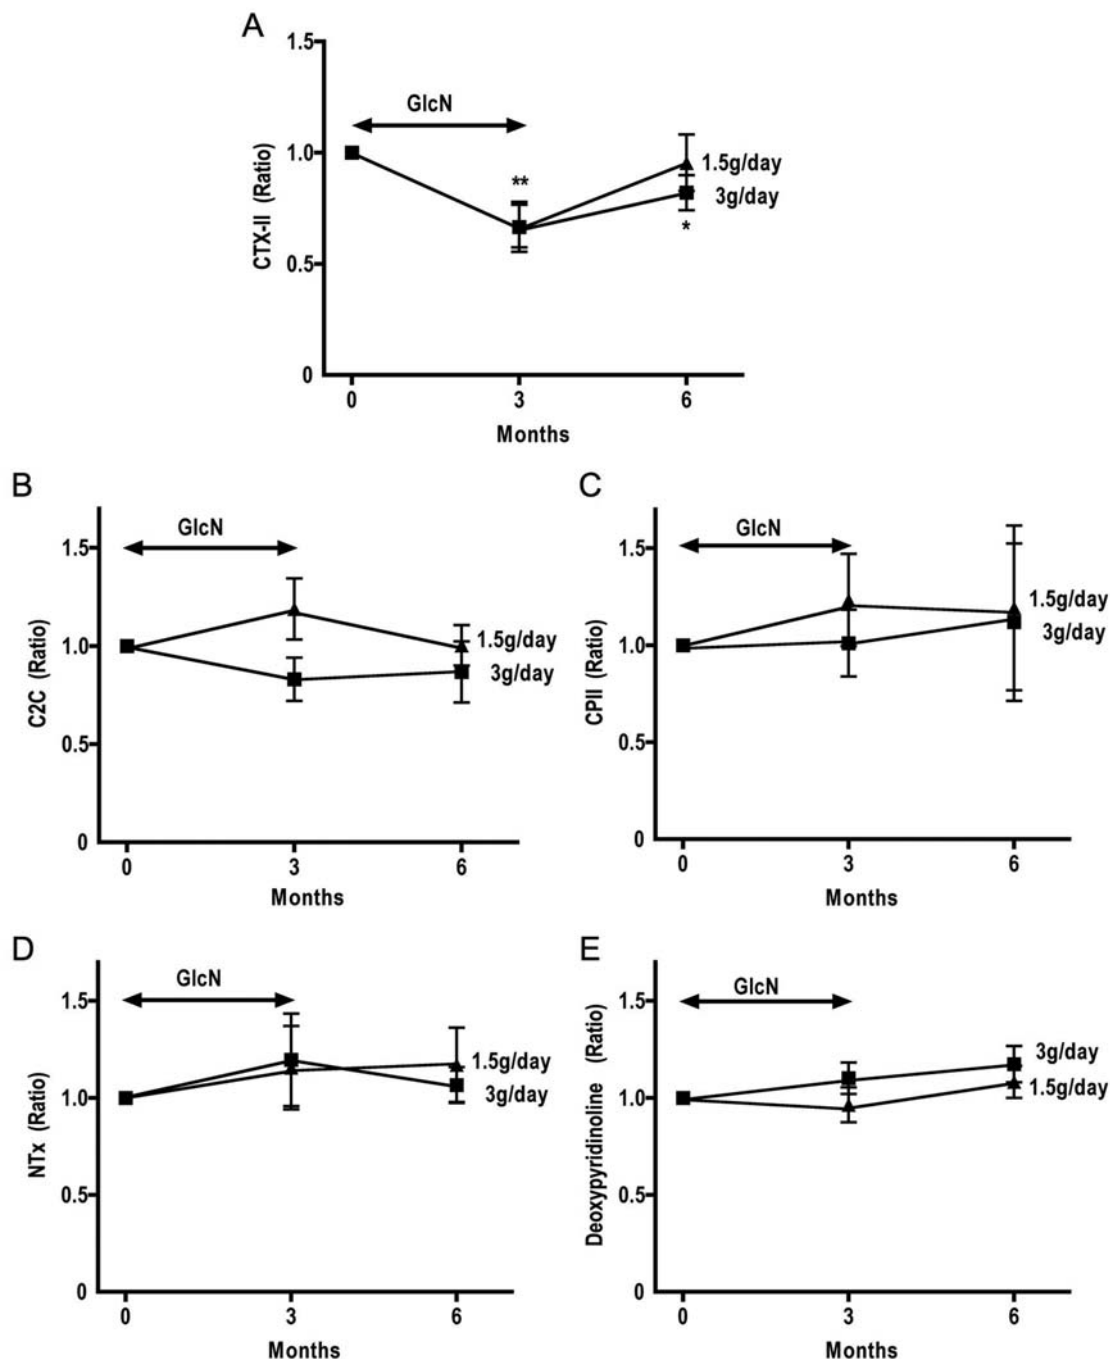 A
1.5
GlcN
CTX-II (Ratio)
1.0
**
1.5g/day
3g/day
*
0.5
0
0 3 6
Months
B
GlcN
1.5
C2C (Ratio)
1.0
1.5g/day
3g/day
0.5
0
0 3 6
Months
C
GlcN
1.5
CPII (Ratio)
1.5g/day
1.0
3g/day
0.5
0
0 3 6
Months
D
GlcN
1.5
NTx (Ratio)
1.5g/day
1.0
3g/day
0.5
0
0 3 6
Months
E
GlcN
1.5
Deoxypyridinoline (Ratio)
3g/day
1.0
1.5g/day
0.5
0
0 3 6
Months